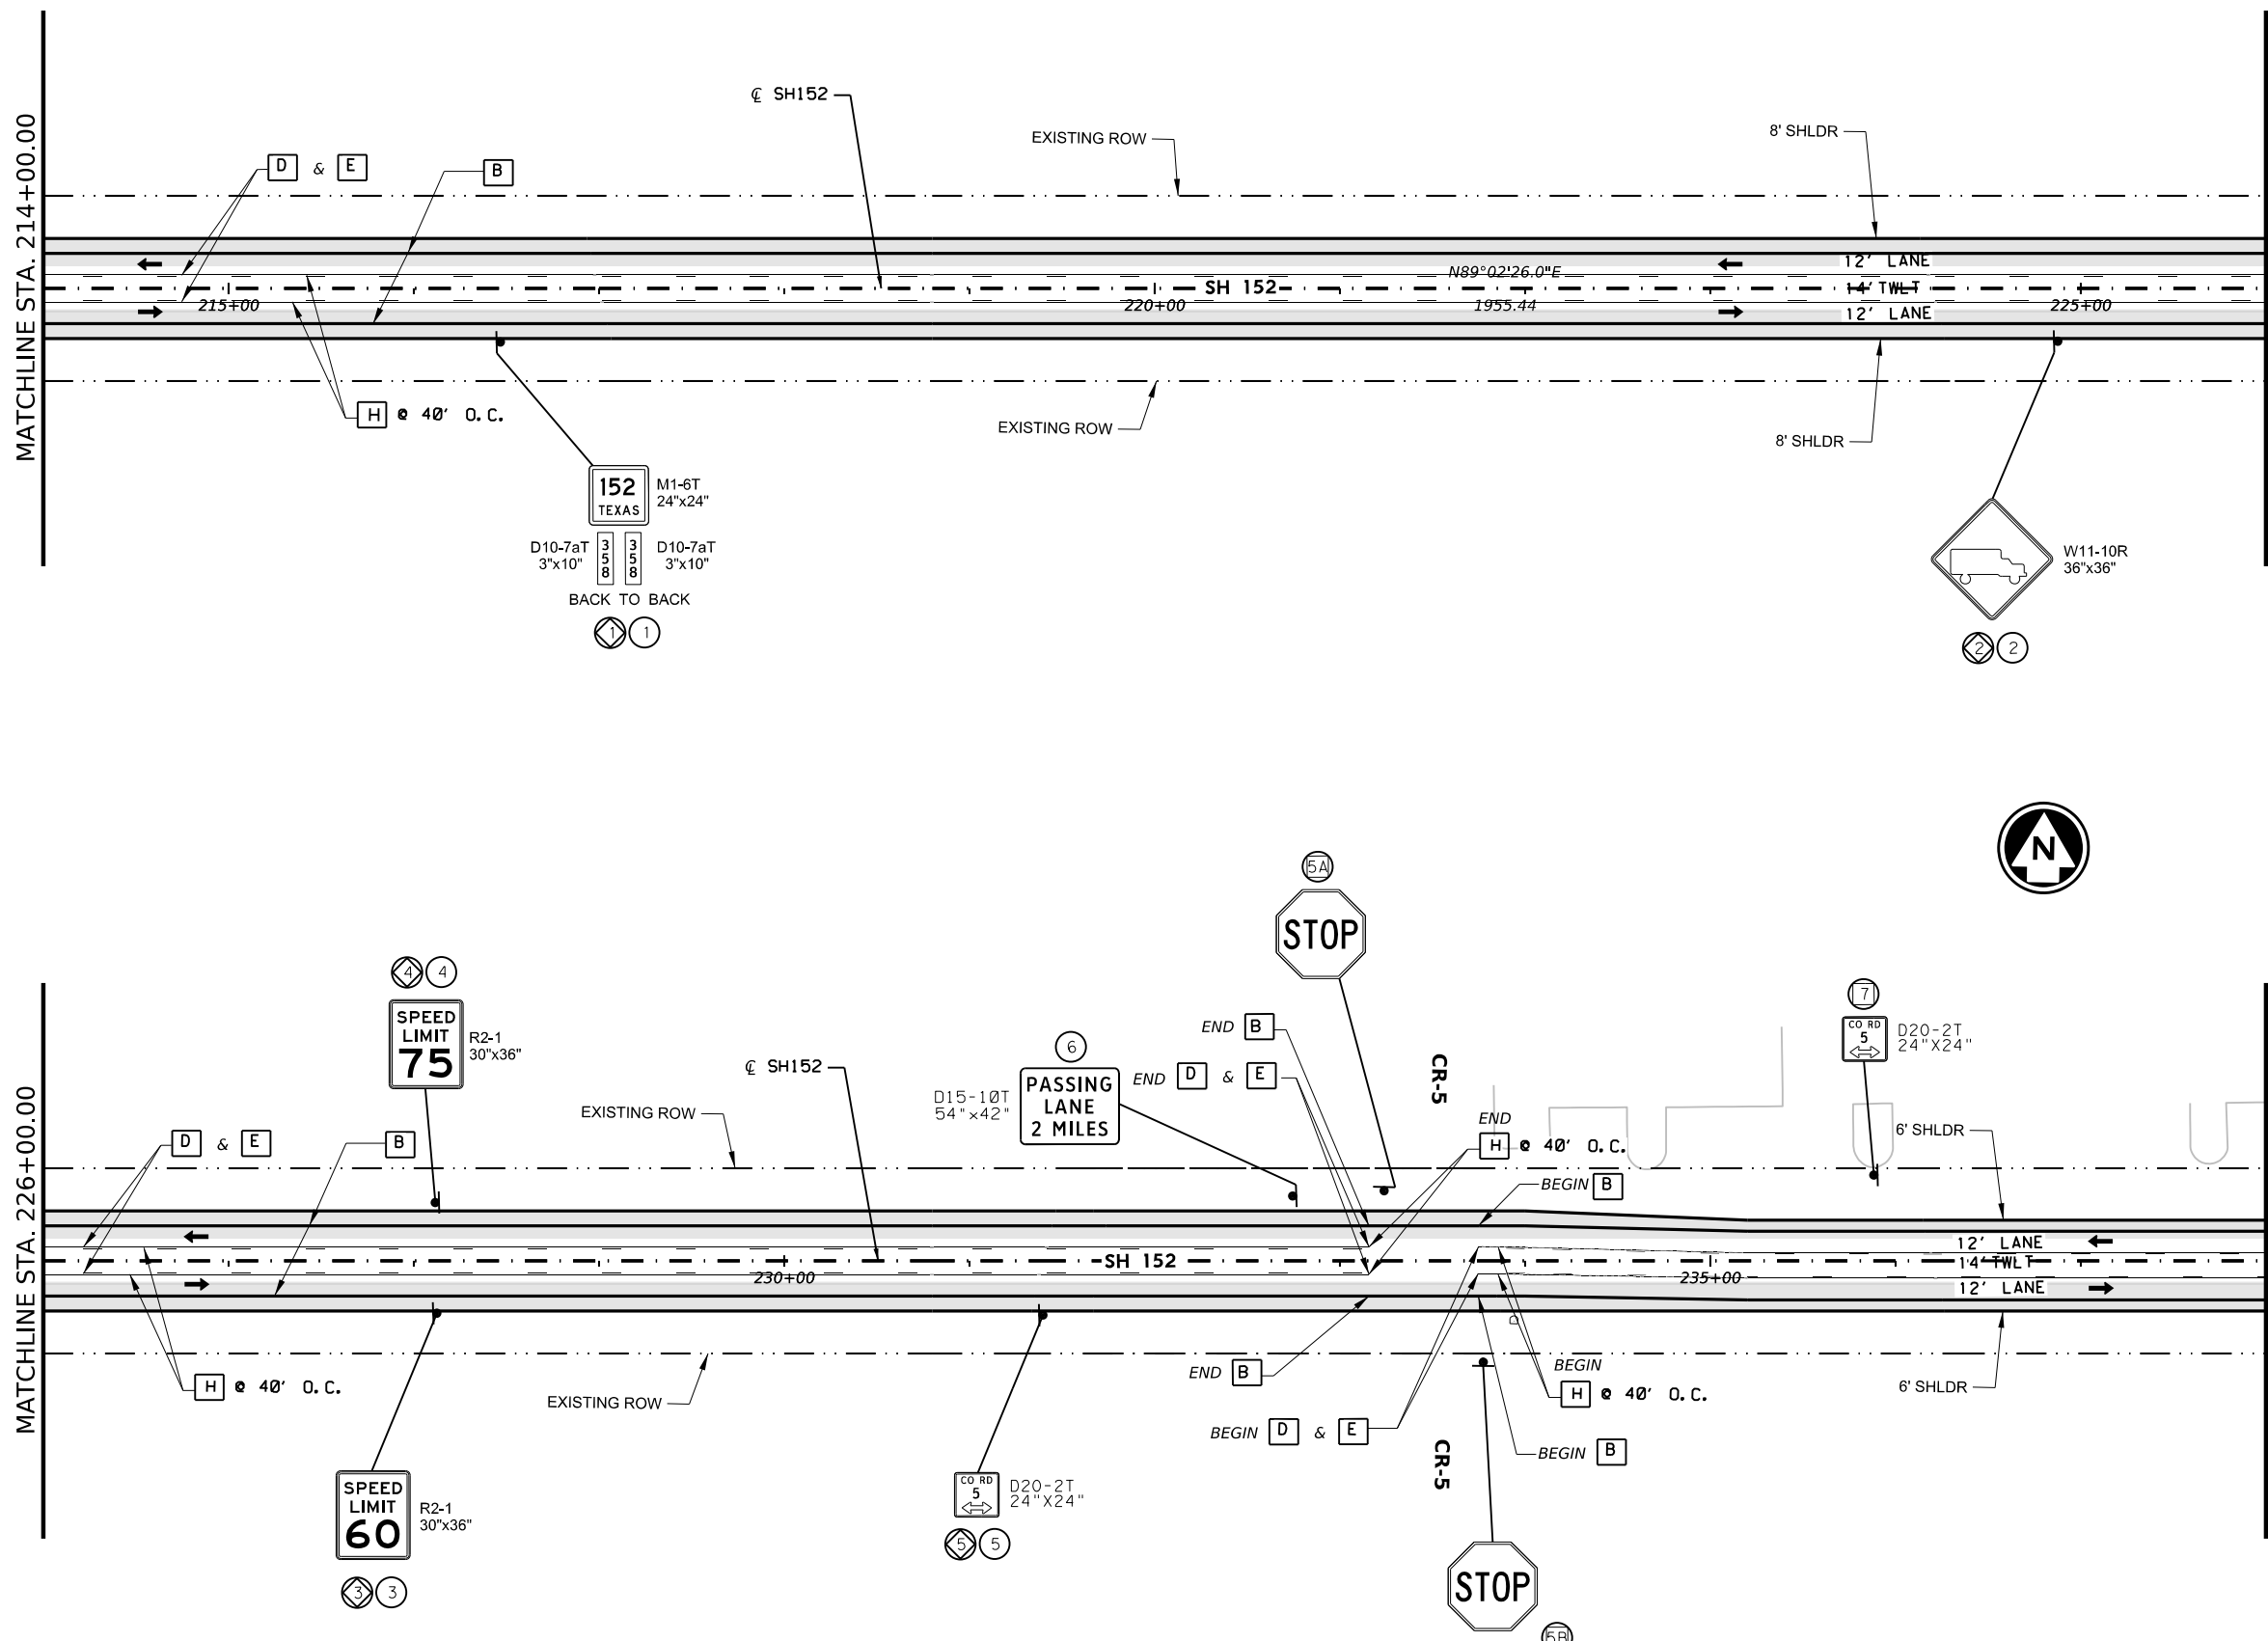 MATCHLINE STA. 214+00.00
℄ SH152
EXISTING ROW
8' SHLDR
D & E
B
12' LANE
N89°02'26.0"E
SH 152
14' TWLT
215+00
220+00
1955.44
225+00
12' LANE
H @ 40' O.C.
EXISTING ROW
8' SHLDR
152
TEXAS
M1-6T
24"x24"
D10-7aT
3"x10"
3
5
8
3
5
8
D10-7aT
3"x10"
BACK TO BACK
1 1
W11-10R
36"x36"
2 2
N
MATCHLINE STA. 226+00.00
5A
STOP
4 4
SPEED
LIMIT
75
R2-1
30"x36"
7
CO RD
5
D20-2T
24"X24"
END B
6
PASSING
LANE
2 MILES
D15-10T
54"x42"
END D & E
℄ SH152
CR-5
EXISTING ROW
END
H @ 40' O.C.
6' SHLDR
D & E
B
BEGIN B
12' LANE
SH 152
14' TWLT
230+00
235+00
12' LANE
H @ 40' O.C.
EXISTING ROW
END B
BEGIN
H @ 40' O.C.
6' SHLDR
BEGIN D & E
CR-5
BEGIN B
SPEED
LIMIT
60
R2-1
30"x36"
3 3
CO RD
5
D20-2T
24"X24"
5 5
STOP
5B